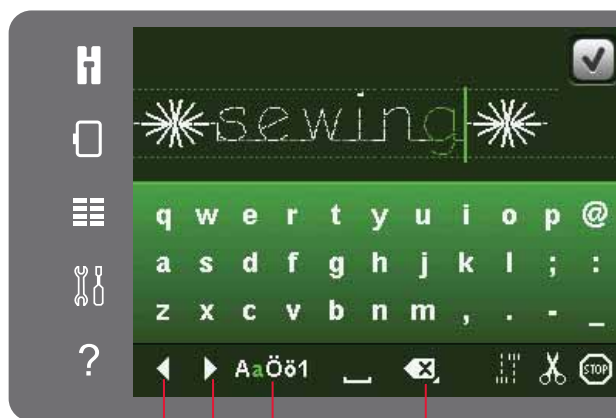 sewing
q w e r t y u i o p @
a s d f g h j k l ; :
z x c v b n m , . - _
?
AaÖö1
STOP